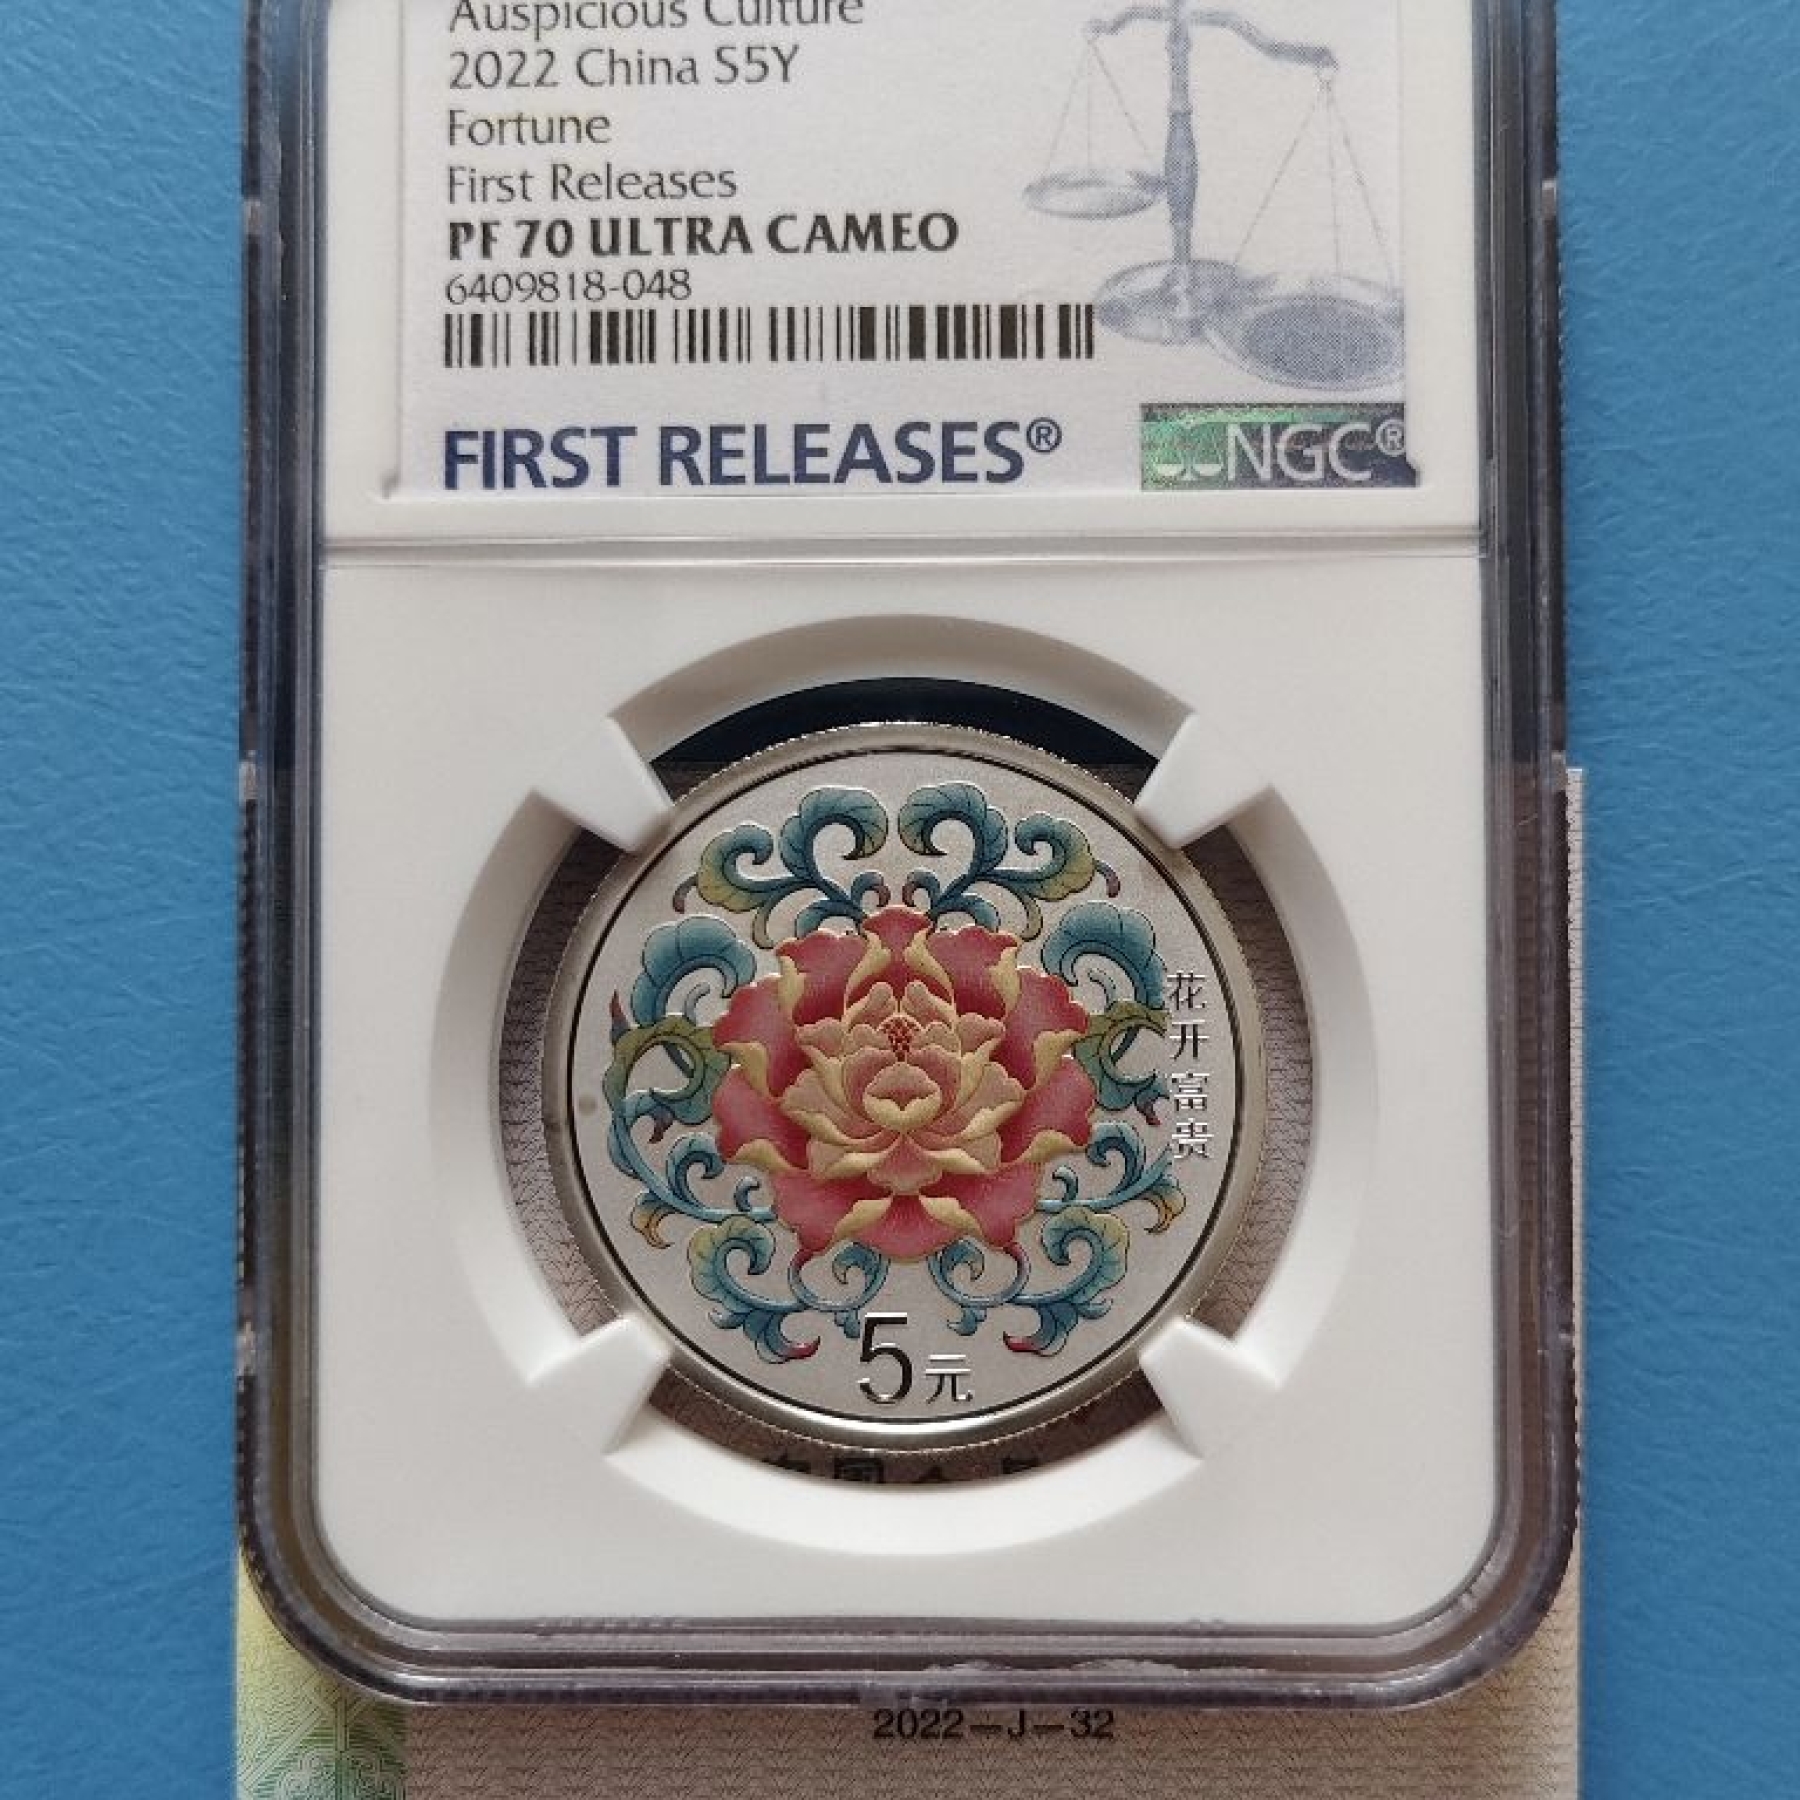 Auspicious Culture
2022 China S5Y
Fortune
First Releases
PF 70 ULTRA CAMEO
6409818-048
FIRST RELEASES®
NGC®
花开富贵
5元
2022-J-32